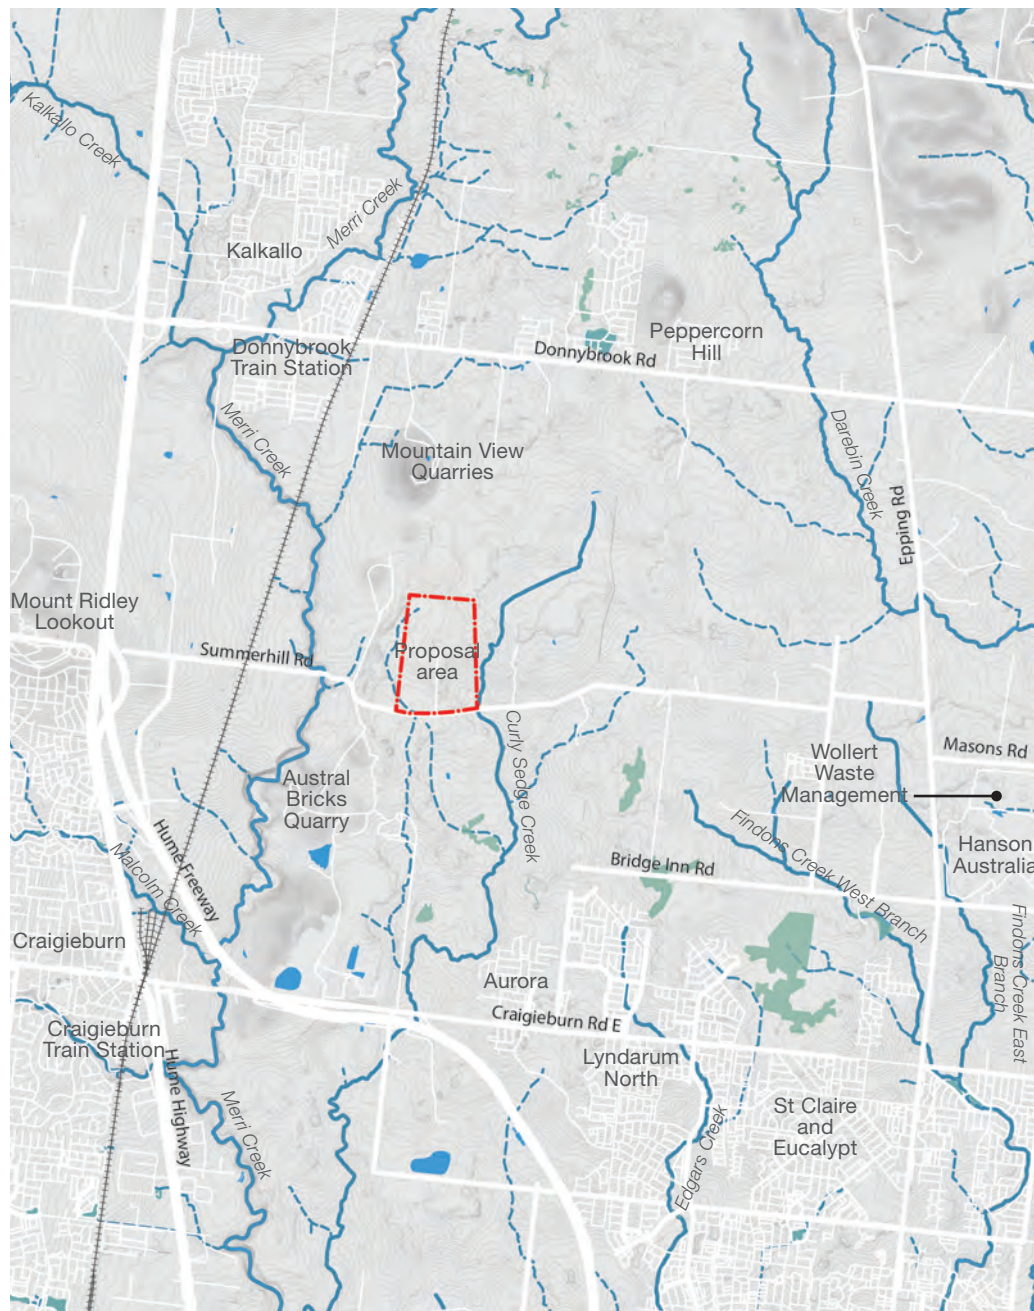 Kalkallo Creek
Merri Creek
Kalkallo
Donnybrook
Train Station
Peppercorn
Hill
Donnybrook Rd
Merri Creek
Mountain View
Quarries
Darebin Creek
Epping Rd
Mount Ridley
Lookout
Summerhill Rd
Proposal
area
Curly Sedge Creek
Masons Rd
Wollert
Waste
Management
Austral
Bricks
Quarry
Hume Freeway
Malcolm Creek
Findons Creek West Branch
Hanson
Australia
Bridge Inn Rd
Craigieburn
Findons Creek East
Branch
Aurora
Craigieburn Rd E
Craigieburn
Train Station
Hume Highway
Lyndarum
North
Merri Creek
Edgars Creek
St Claire
and
Eucalypt